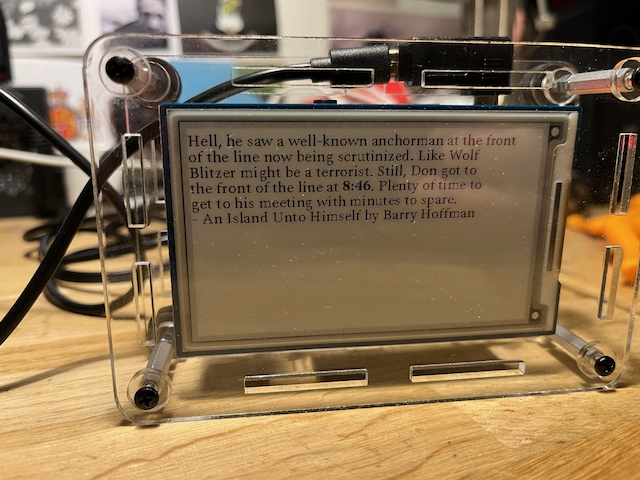 Hell, he saw a well-known anchorman at the front
of the line now being scrutinized. Like Wolf
Blitzer might be a terrorist. Still, Don got to
the front of the line at 8:46. Plenty of time to
get to his meeting with minutes to spare.
- An Island Unto Himself by Barry Hoffman